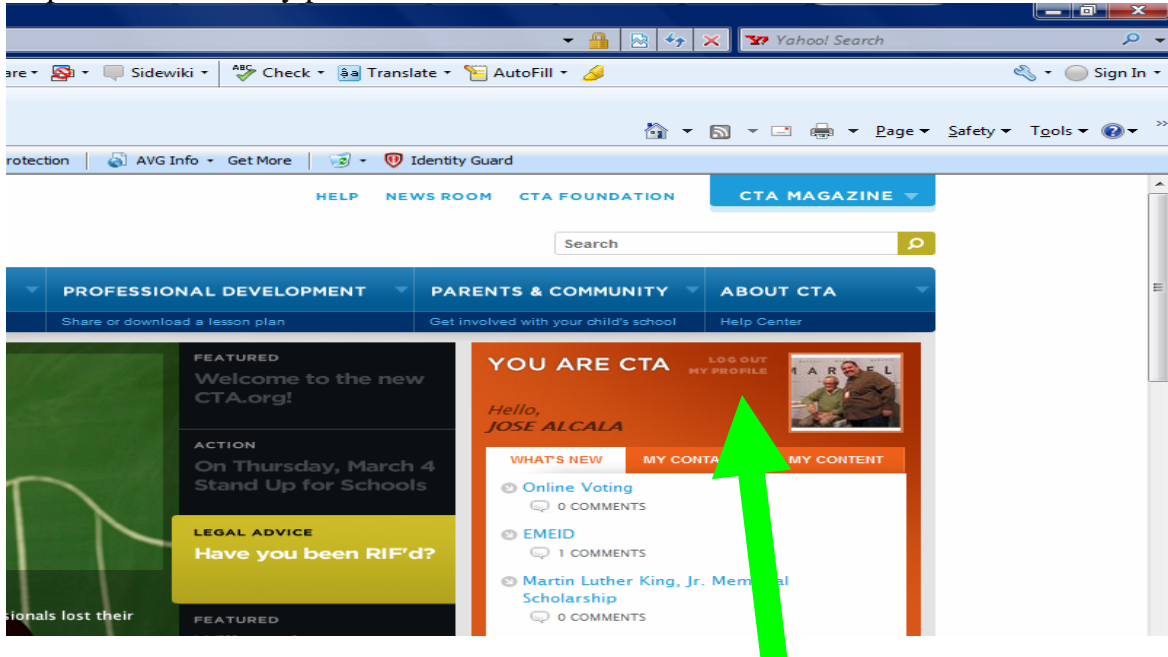 Yahoo! Search
are Sidewiki ABC Check Translate AutoFill Sign In
Page Safety Tools
rotection AVG Info Get More Identity Guard
HELP NEWS ROOM CTA FOUNDATION CTA MAGAZINE
Search
PROFESSIONAL DEVELOPMENT PARENTS & COMMUNITY ABOUT CTA
Share or download a lesson plan Get involved with your child's school Help Center
FEATURED
Welcome to the new
CTA.org!
ACTION
On Thursday, March 4
Stand Up for Schools
LEGAL ADVICE
Have you been RIF'd?
sionals lost their
FEATURED
YOU ARE CTA
LOG OUT
MY PROFILE
MARVEL
Hello,
JOSE ALCALA
WHAT'S NEW MY CONTA MY CONTENT
Online Voting
0 COMMENTS
EMEID
1 COMMENTS
Martin Luther King, Jr. Mem al
Scholarship
0 COMMENTS